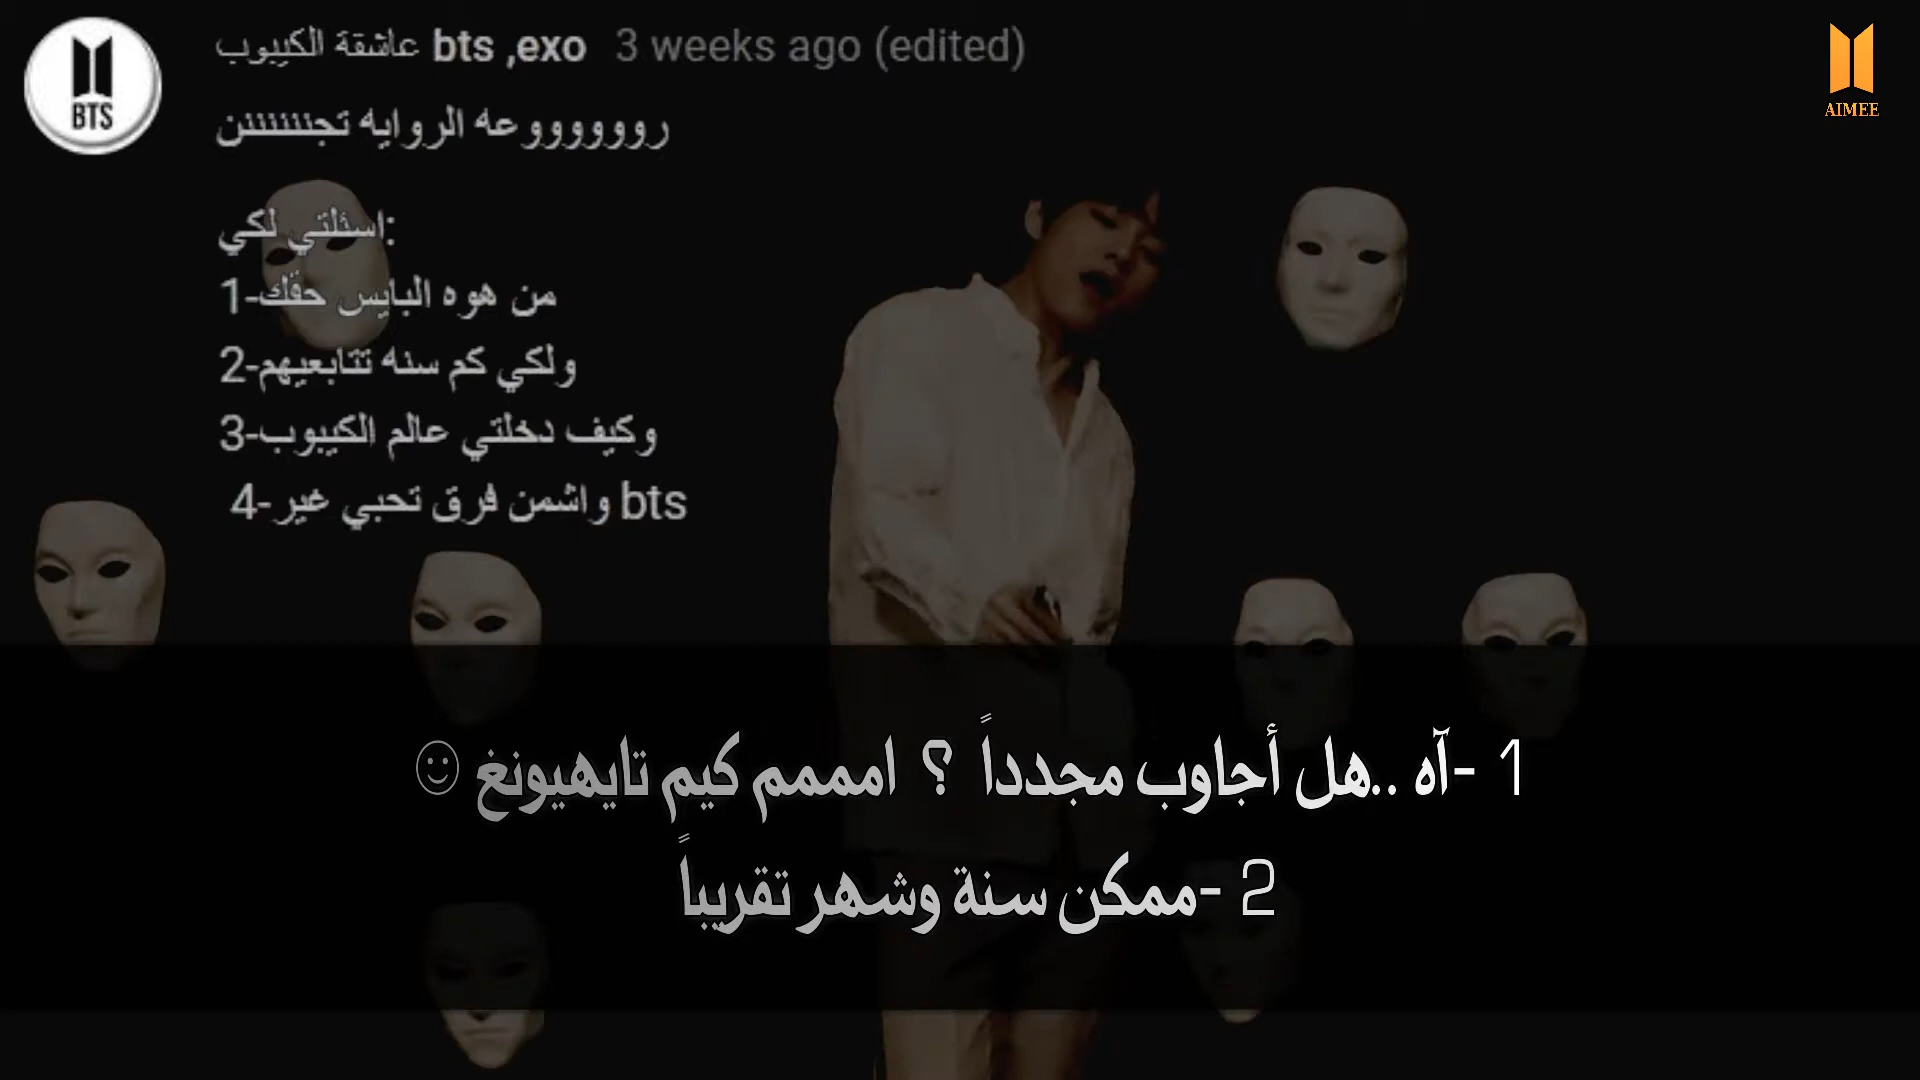 عاشقة الكيبوب bts ,exo 3 weeks ago (edited)
BTS
AIMEE
رووووووعه الروايه تجنننننن
اسئلتي لكي:
1-من هوه البايس حقك
2-ولكي كم سنه تتابعيهم
3-وكيف دخلتي عالم الكيبوب
4-واشمن فرق تحبي غير bts
1 -آه ..هل أجاوب مجدداً ؟ امممم كيم تايهيونغ ☺
2 -ممكن سنة وشهر تقريباً